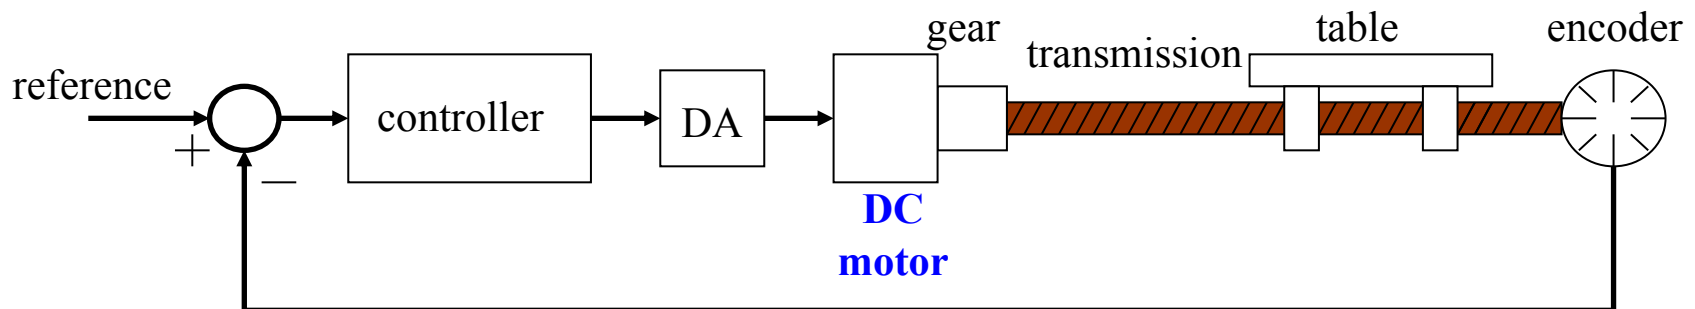 reference
+
−
controller
DA
DC
motor
gear
transmission
table
encoder